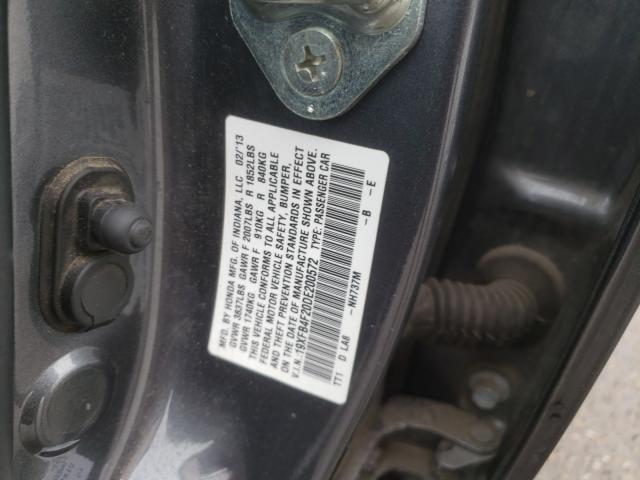 MFD. BY HONDA MFG. OF INDIANA, LLC 02/'13
GVWR 3837LBS GAWR F 2007LBS R 1852LBS
GVWR 1740KG GAWR F 910KG R 840KG
THIS VEHICLE CONFORMS TO ALL APPLICABLE
FEDERAL MOTOR VEHICLE SAFETY, BUMPER,
AND THEFT PREVENTION STANDARDS IN EFFECT
ON THE DATE OF MANUFACTURE SHOWN ABOVE.
V.I.N.:19XFB4F20DE200572 TYPE: PASSENGER CAR
TT1 D LA8 -NH737M -B -E